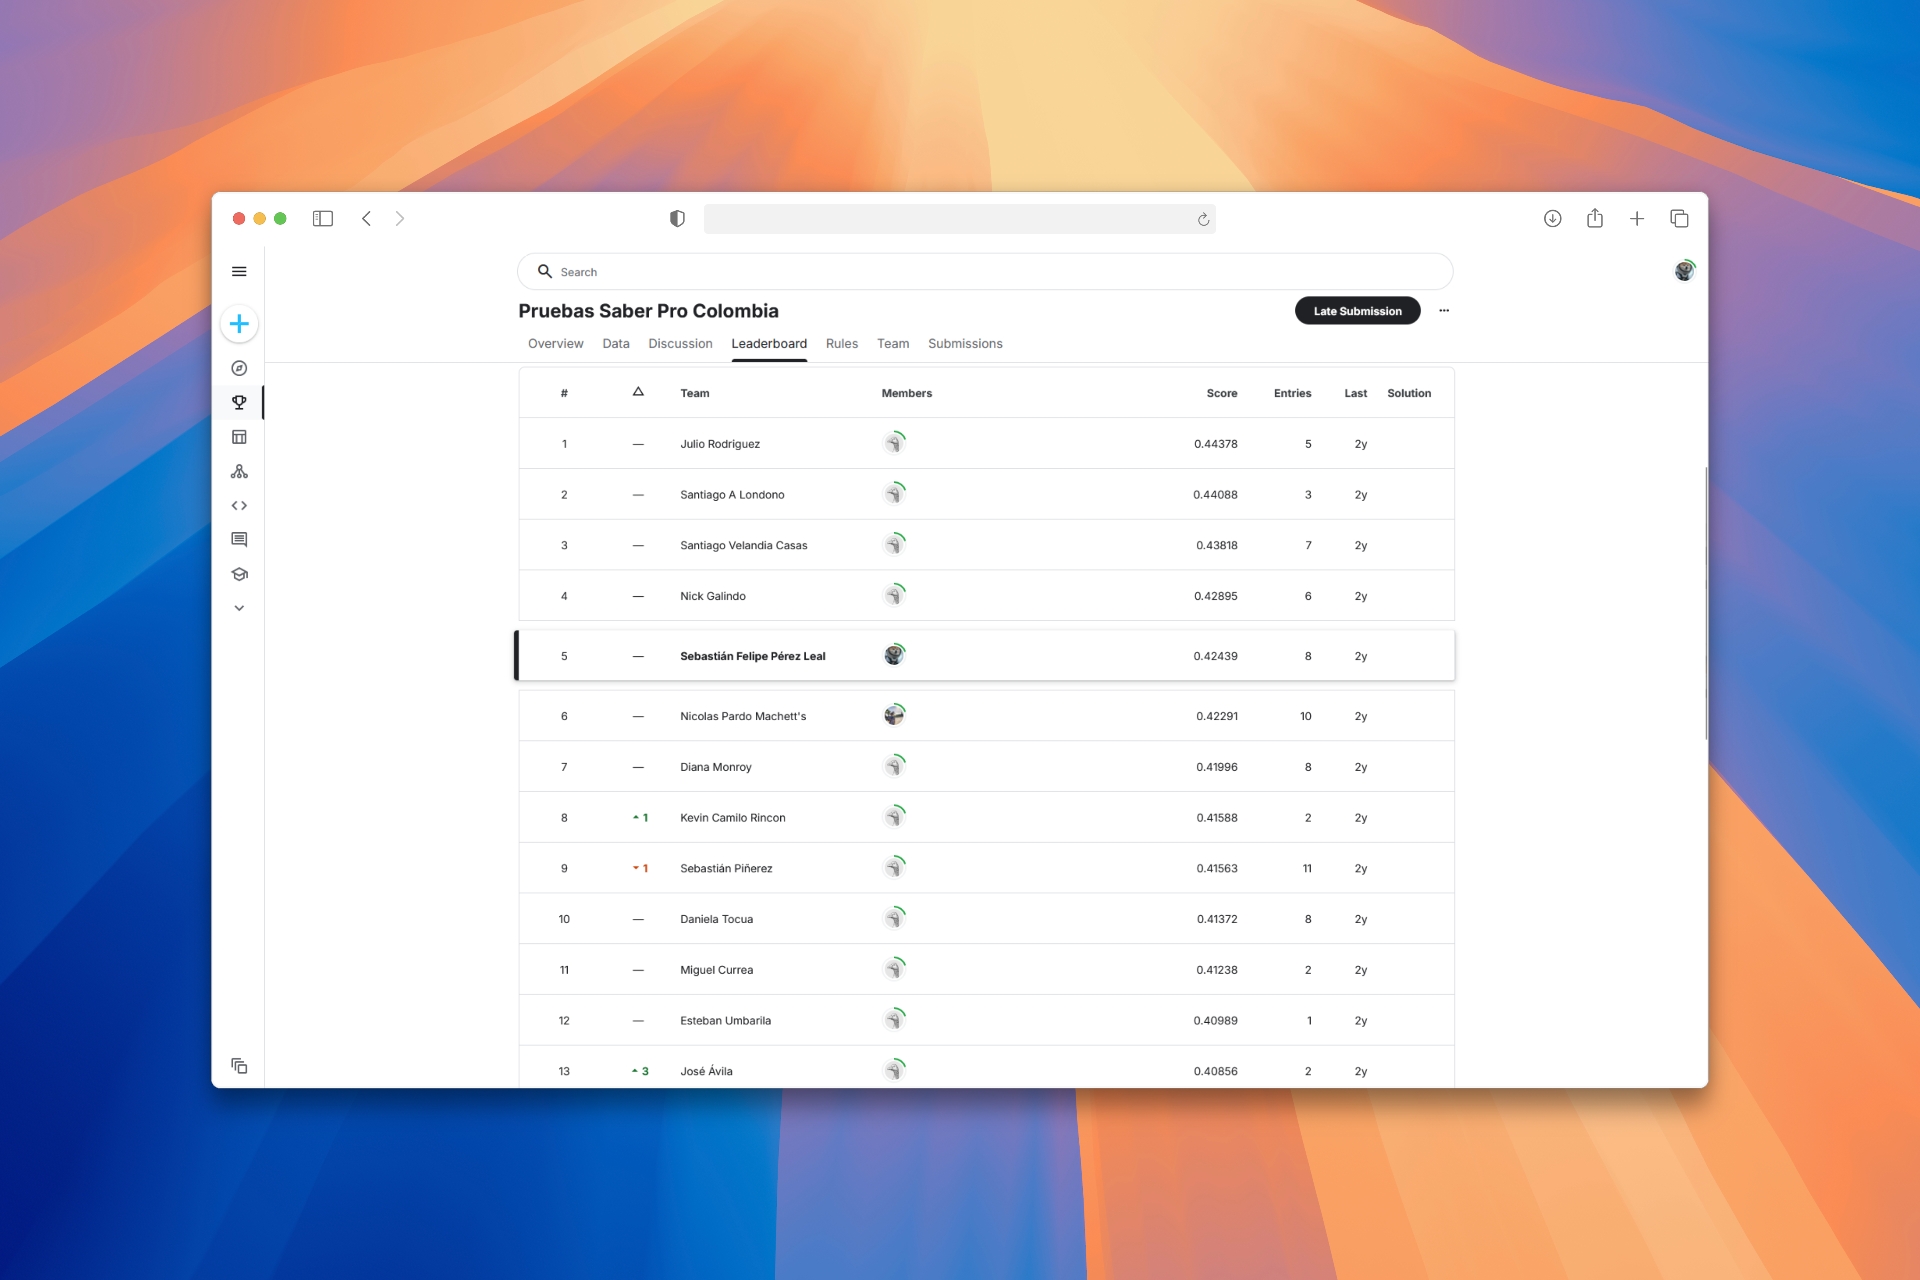 Search
Pruebas Saber Pro Colombia
Late Submission
Overview Data Discussion Leaderboard Rules Team Submissions
# △ Team Members Score Entries Last Solution
1 — Julio Rodriguez 0.44378 5 2y
2 — Santiago A Londono 0.44088 3 2y
3 — Santiago Velandia Casas 0.43818 7 2y
4 — Nick Galindo 0.42895 6 2y
5 — Sebastián Felipe Pérez Leal 0.42439 8 2y
6 — Nicolas Pardo Machett's 0.42291 10 2y
7 — Diana Monroy 0.41996 8 2y
8 1 Kevin Camilo Rincon 0.41588 2 2y
9 1 Sebastián Piñerez 0.41563 11 2y
10 — Daniela Tocua 0.41372 8 2y
11 — Miguel Currea 0.41238 2 2y
12 — Esteban Umbarila 0.40989 1 2y
13 3 José Ávila 0.40856 2 2y